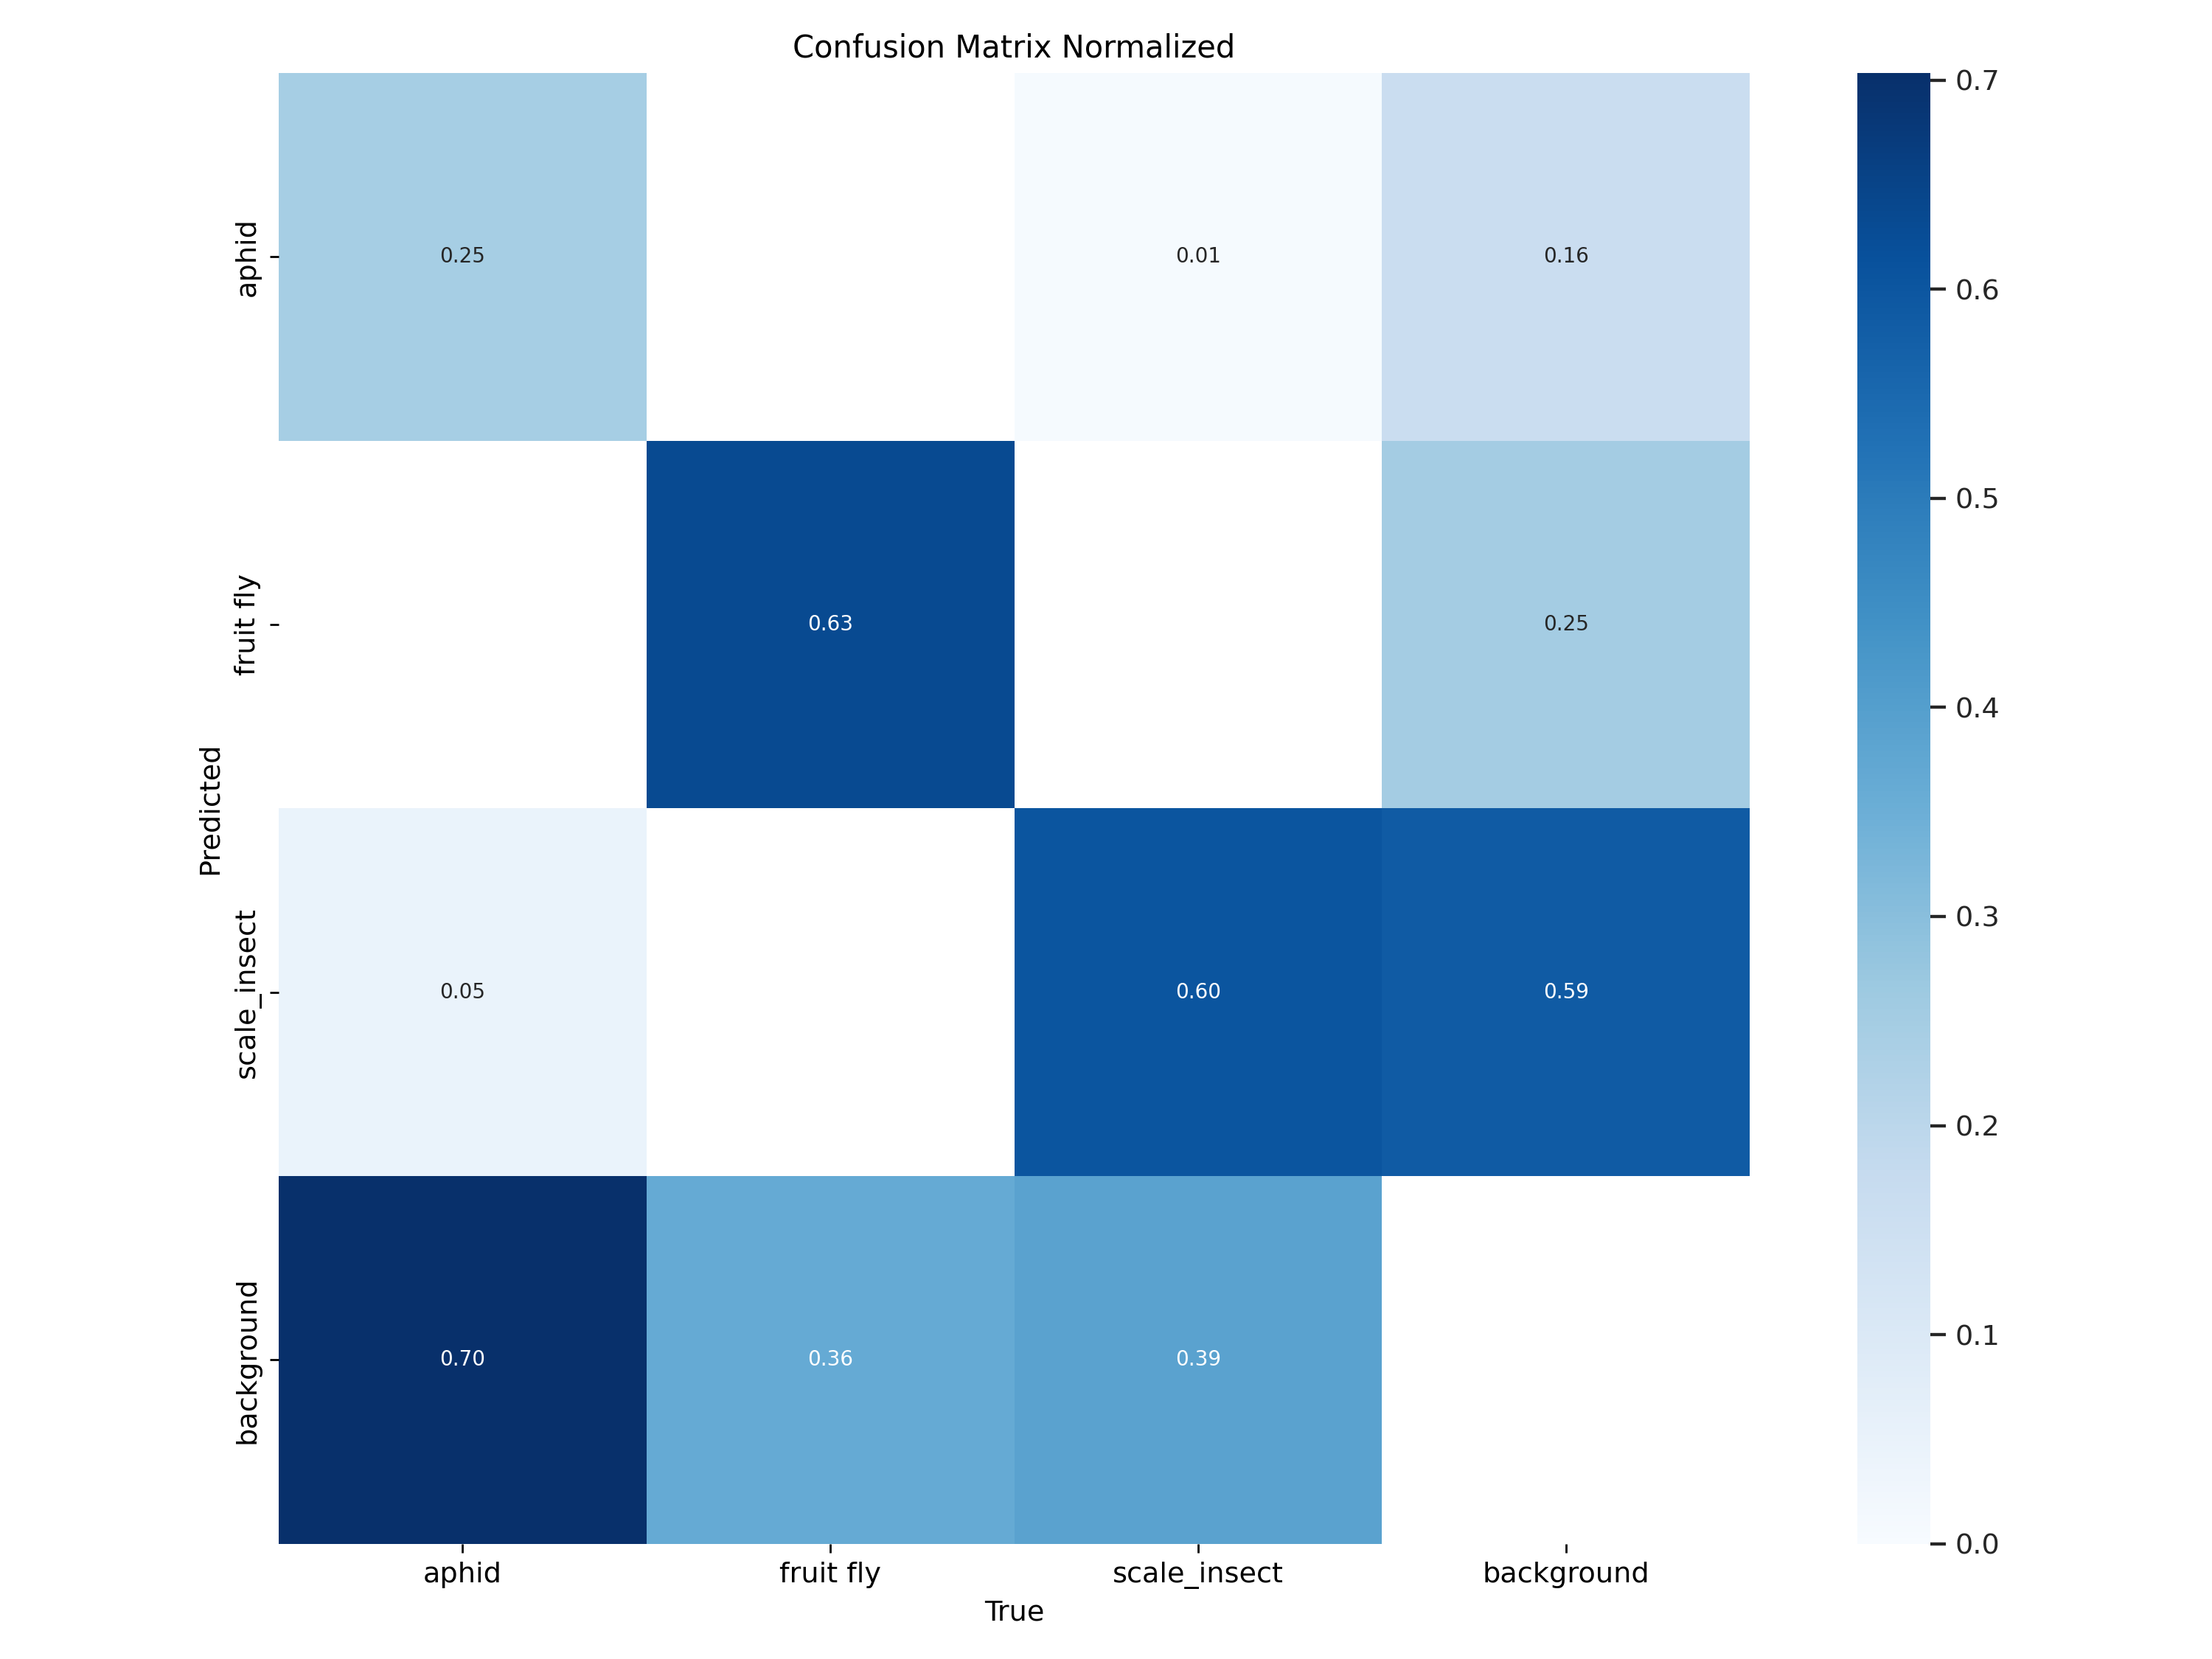 Confusion Matrix Normalized
aphid
fruit fly
scale_insect
background
Predicted
0.25
0.01
0.16
0.63
0.25
0.05
0.60
0.59
0.70
0.36
0.39
aphid
fruit fly
scale_insect
background
True
0.7
0.6
0.5
0.4
0.3
0.2
0.1
0.0